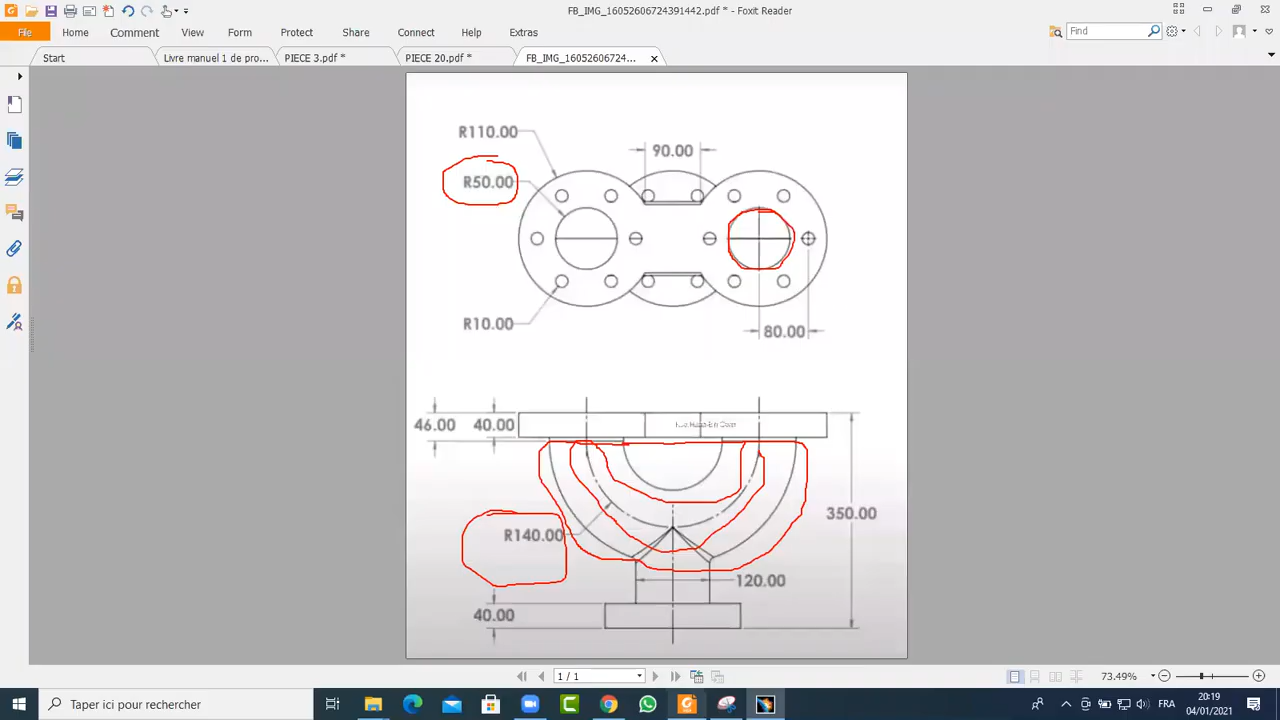 FB_IMG_16052606724391442.pdf * - Foxit Reader
File Home Comment View Form Protect Share Connect Help Extras
Find
Start
Livre manuel 1 de pro...
PIECE 3.pdf *
PIECE 20.pdf *
FB_IMG_1605260672­4...
R110.00
90.00
R50.00
R10.00
80.00
46.00
40.00
350.00
R140.00
120.00
40.00
1 / 1
73.49%
Taper ici pour rechercher
FRA
20:19
04/01/2021